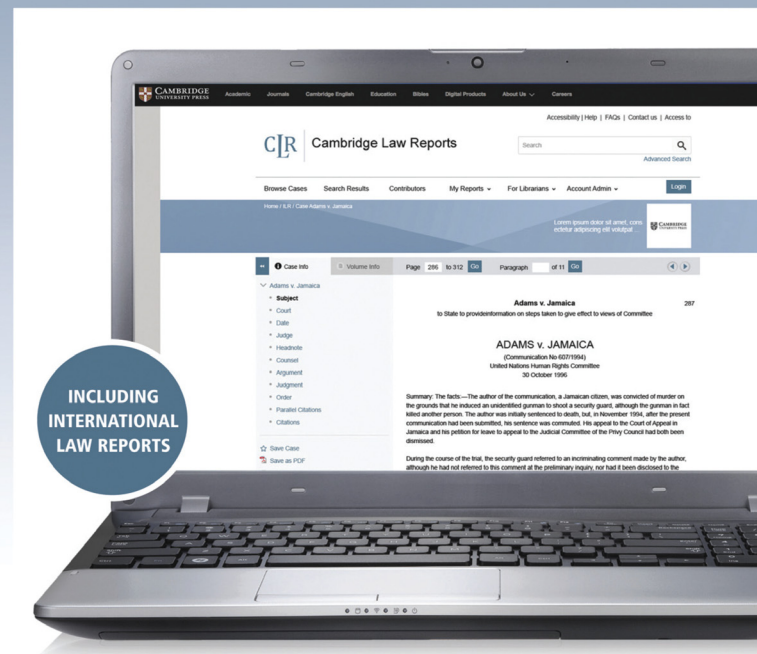 CAMBRIDGE
UNIVERSITY PRESS
Academic Journals Cambridge English Education Bibles Digital Products About Us Careers
Accessibility | Help | FAQs | Contact us | Access to
CLR Cambridge Law Reports
Search
Advanced Search
Browse Cases Search Results Contributors My Reports For Librarians Account Admin Login
Home / ILR / Case Adams v. Jamaica
Lorem ipsum dolor sit amet, cons
ectetur adipiscing elit volutpat ...
CAMBRIDGE
UNIVERSITY PRESS
Case Info Volume Info Page 286 to 312 Go Paragraph of 11 Go
Adams v. Jamaica
Subject
Court
Date
Judge
Headnote
Counsel
Argument
Judgment
Order
Parallel Citations
Citations
Save Case
Save as PDF
Adams v. Jamaica 287
to State to provideinformation on steps taken to give effect to views of Committee
ADAMS v. JAMAICA
(Communication No 607/1994)
United Nations Human Rights Committee
30 October 1996
Summary: The facts:—The author of the communication, a Jamaican citizen, was convicted of murder on
the grounds that he induced an unidentified gunman to shoot a security guard, although the gunman in fact
killed another person. The author was initially sentenced to death, but, in November 1994, after the present
communication had been submitted, his sentence was commuted. His appeal to the Court of Appeal in
Jamaica and his petition for leave to appeal to the Judicial Committee of the Privy Council had both been
dismissed.
During the course of the trial, the security guard referred to an incriminating comment made by the author,
although he had not referred to this comment at the preliminary inquiry, nor had it been disclosed to the
INCLUDING
INTERNATIONAL
LAW REPORTS